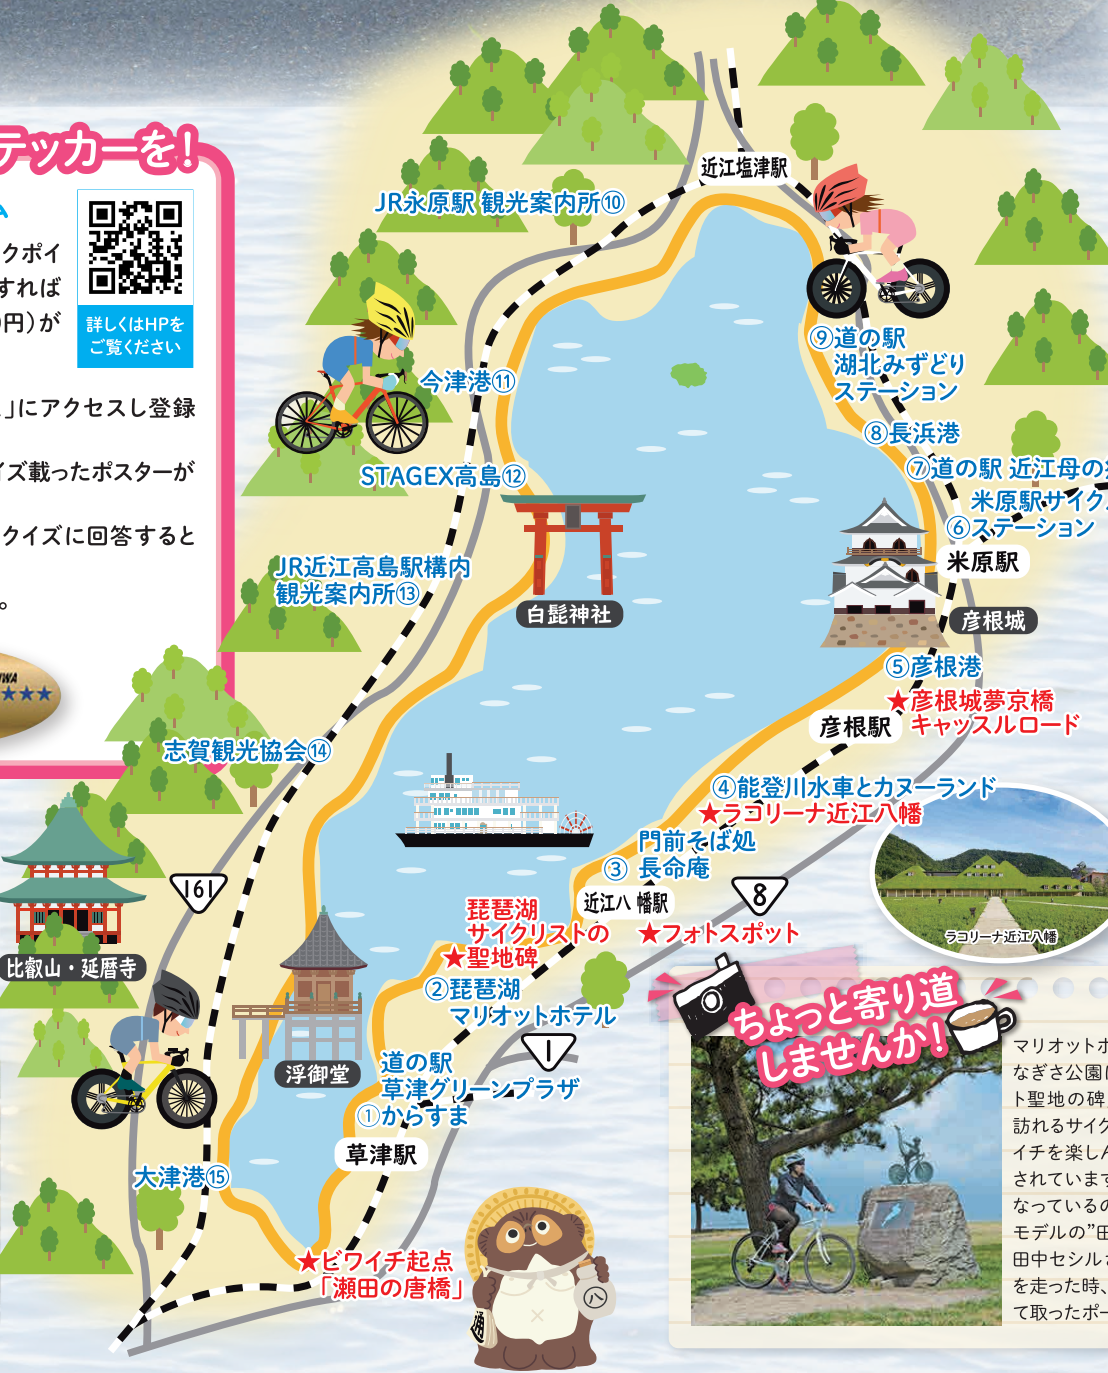 テッカーを!
クポイ
すれば
円)が
詳しくはHPを
ご覧ください
」にアクセスし登録
イズ載ったポスターが
クイズに回答すると
。
近江塩津駅
JR永原駅 観光案内所⑩
⑨道の駅
湖北みずどり
ステーション
今津港⑪
⑧長浜港
⑦道の駅 近江母の
STAGEX高島⑫
米原駅サイク
⑥ステーション
米原駅
JR近江高島駅構内
観光案内所⑬
白髭神社
彦根城
⑤彦根港
★彦根城夢京橋
キャッスルロード
彦根駅
志賀観光協会⑭
④能登川水車とカヌーランド
★ラコリーナ近江八幡
門前そば処
③ 長命庵
161
8
近江八幡駅
琵琶湖
サイクリストの
★聖地碑
★フォトスポット
ラコリーナ近江八幡
比叡山・延暦寺
②琵琶湖
マリオットホテル
1
浮御堂
道の駅
草津グリーンプラザ
①からすま
草津駅
大津港⑮
★ビワイチ起点
「瀬田の唐橋」
通
八
ちょっと寄り道
しませんか!
マリオットホ
なぎさ公園
ト聖地の碑
訪れるサイク
イチを楽しん
されています
なっているの
モデルの”田
田中セシル
を走った時、
て取ったポー